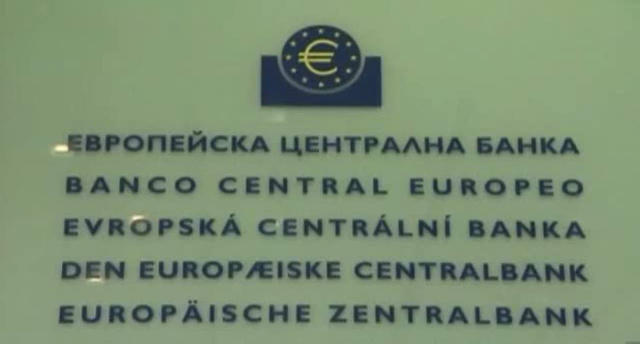 ЕВРОПЕЙСКА ЦЕНТРАЛНА БАНКА
BANCO CENTRAL EUROPEO
EVROPSKÁ CENTRÁLNÍ BANKA
DEN EUROPÆISKE CENTRALBANK
EUROPÄISCHE ZENTRALBANK